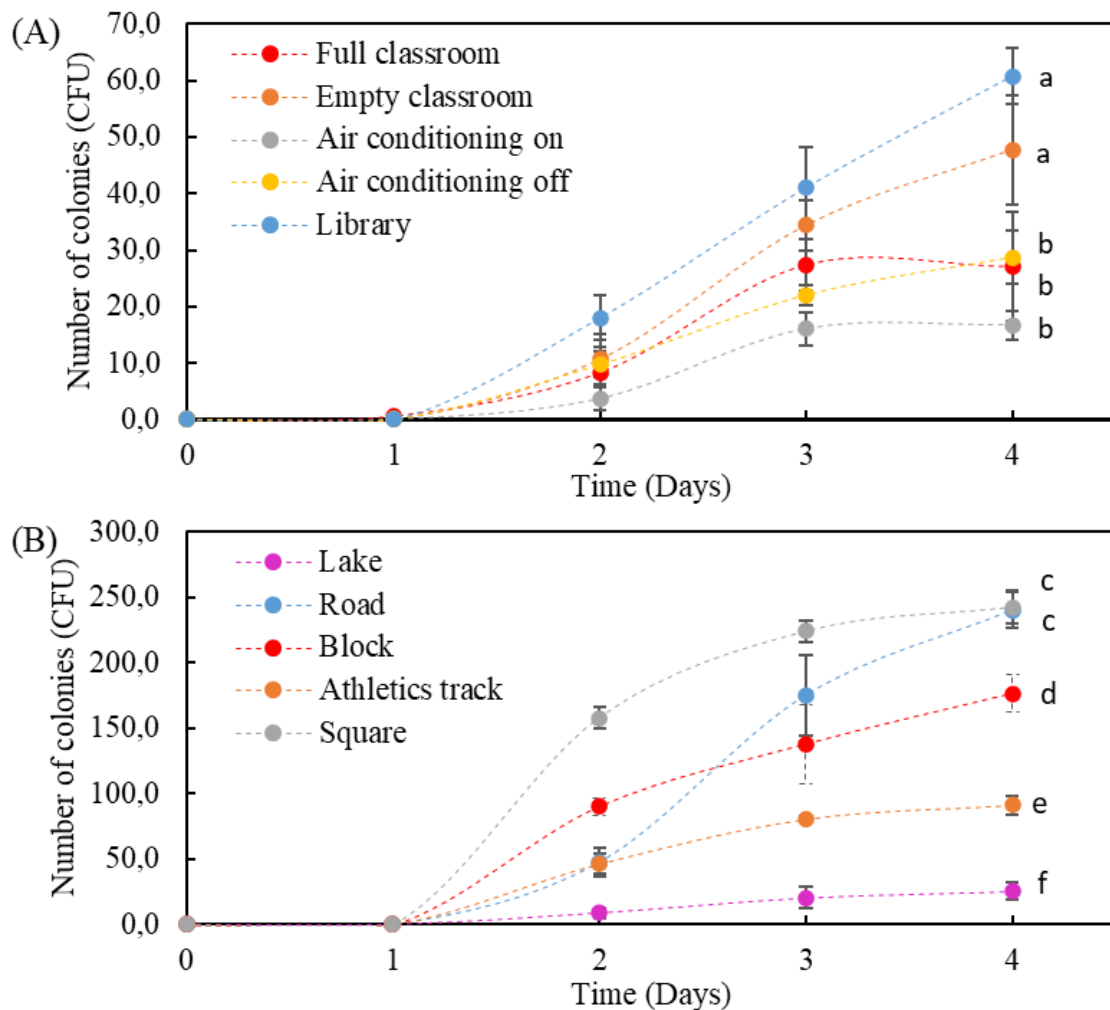 (A)
Number of colonies (CFU)
70,0
60,0
50,0
40,0
30,0
20,0
10,0
0,0
Full classroom
Empty classroom
Air conditioning on
Air conditioning off
Library
a
a
b
b
b
0 1 2 3 4
Time (Days)
(B)
Number of colonies (CFU)
300,0
250,0
200,0
150,0
100,0
50,0
0,0
Lake
Road
Block
Athletics track
Square
c
c
d
e
f
0 1 2 3 4
Time (Days)